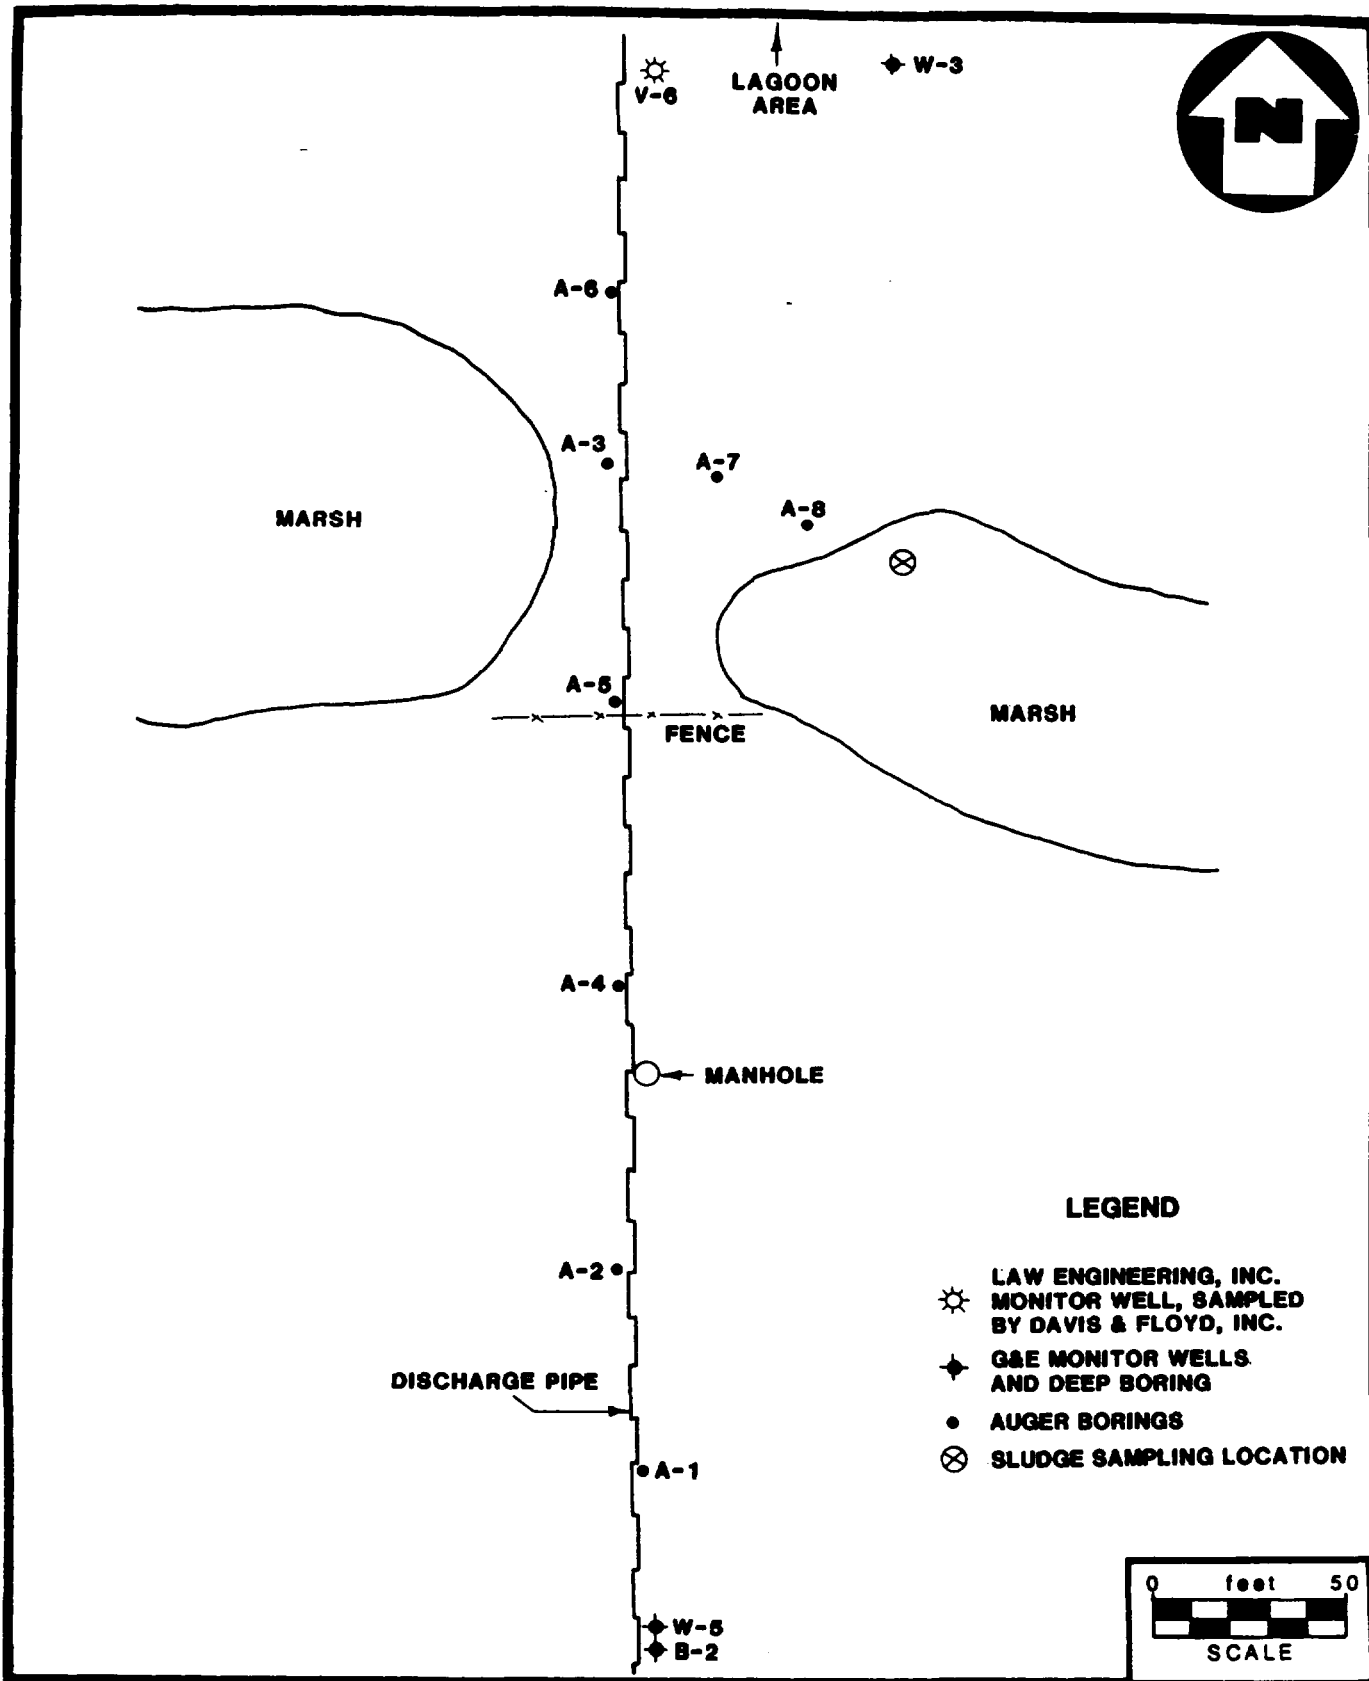 V-6
LAGOON
AREA
W-3
N
A-6
A-3
A-7
A-8
MARSH
A-5
FENCE
MARSH
A-4
MANHOLE
A-2
DISCHARGE PIPE
A-1
W-5
B-2
LEGEND
LAW ENGINEERING, INC.
MONITOR WELL, SAMPLED
BY DAVIS & FLOYD, INC.
G&E MONITOR WELLS
AND DEEP BORING
AUGER BORINGS
SLUDGE SAMPLING LOCATION
0 feet 50
SCALE